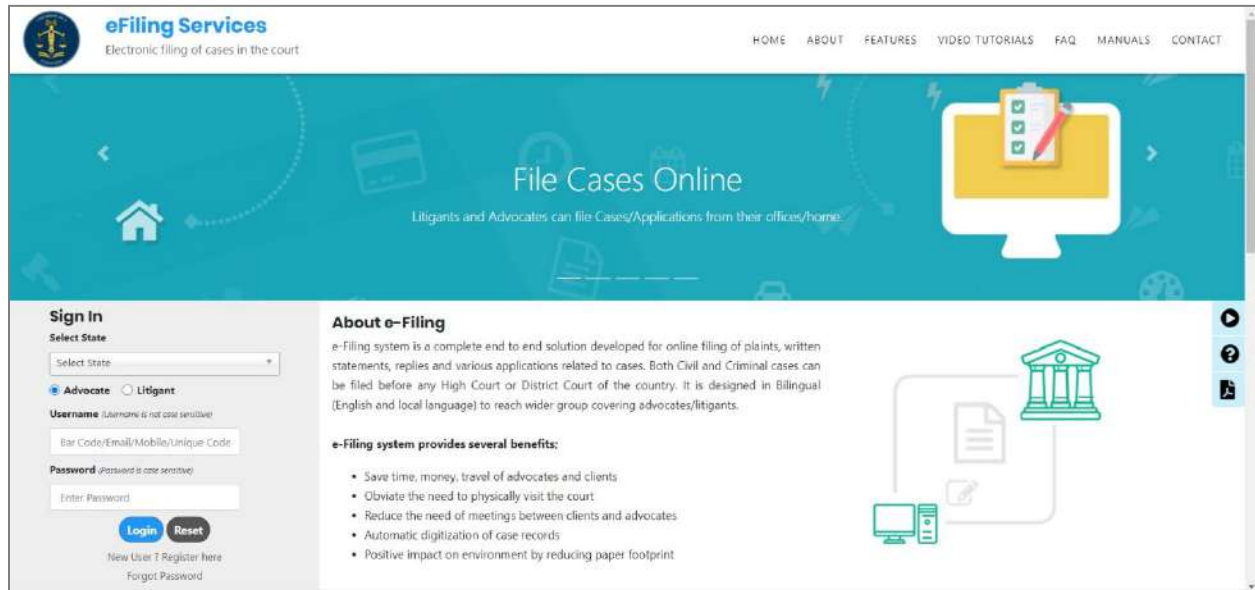 eFiling Services
Electronic filing of cases in the court
HOME ABOUT FEATURES VIDEO TUTORIALS FAQ MANUALS CONTACT
File Cases Online
Litigants and Advocates can file Cases/Applications from their offices/home.
Sign In
Select State
Select State
Advocate Litigant
Username (Username is not case sensitive)
Bar Code/Email/Mobile/Unique Code
Password (Password is case sensitive)
Enter Password
Login Reset
New User ? Register here
Forgot Password
About e-Filing
e-Filing system is a complete end to end solution developed for online filing of plaints, written
statements, replies and various applications related to cases. Both Civil and Criminal cases can
be filed before any High Court or District Court of the country. It is designed in Bilingual
(English and local language) to reach wider group covering advocates/litigants.
e-Filing system provides several benefits:
• Save time, money, travel of advocates and clients
• Obviate the need to physically visit the court
• Reduce the need of meetings between clients and advocates
• Automatic digitization of case records
• Positive impact on environment by reducing paper footprint